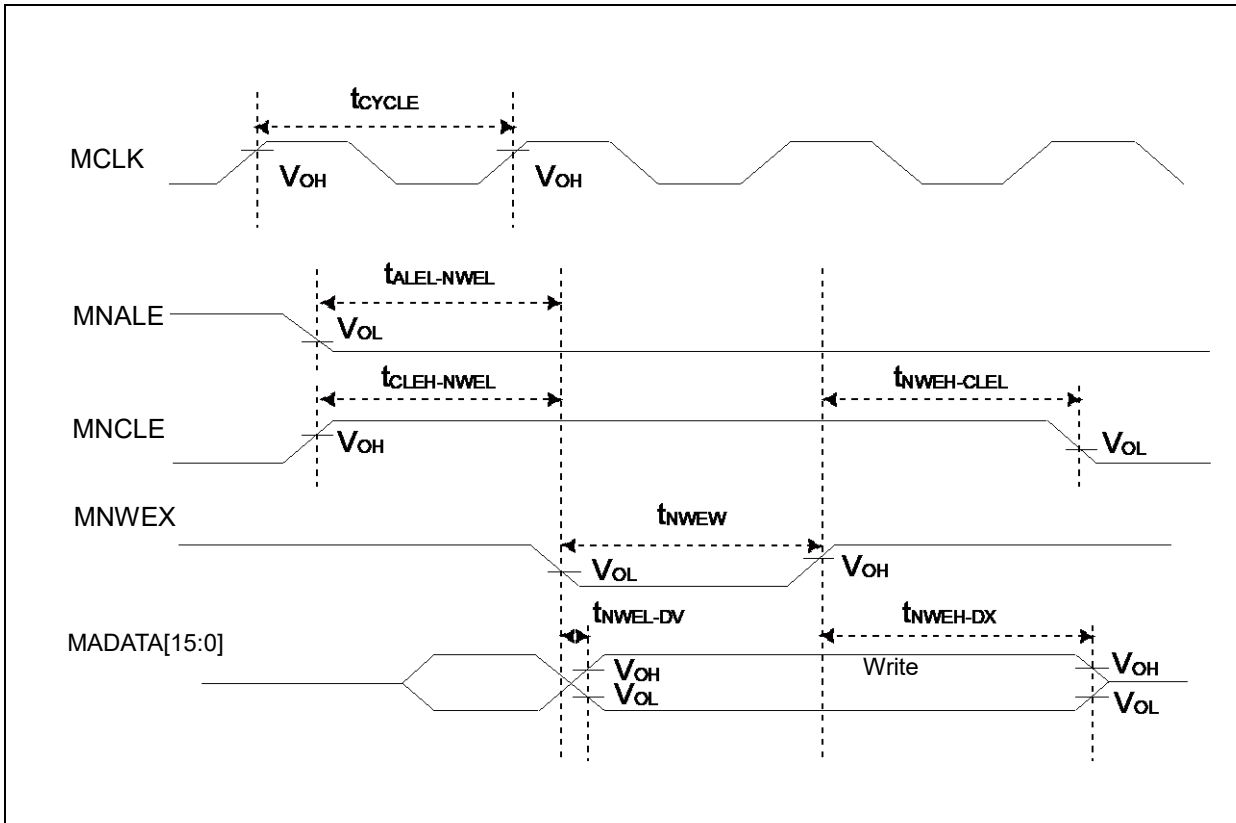 tCYCLE
MCLK
VOH VOH
tALEL-NWEL
MNALE
VOL
tCLEH-NWEL tNWEH-CLEL
MNCLE
VOH VOL
MNWEX
tNWEW
VOL VOH
tNWEL-DV tNWEH-DX
MADATA[15:0]
VOH Write VOH
VOL VOL